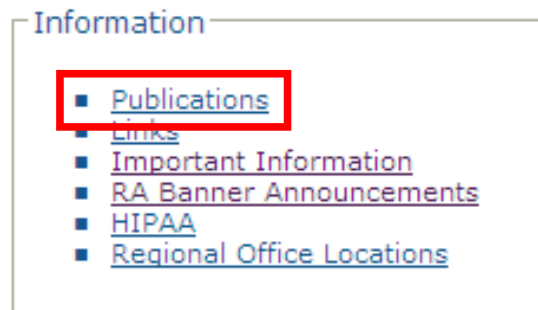 Information
Publications
Links
Important Information
RA Banner Announcements
HIPAA
Regional Office Locations